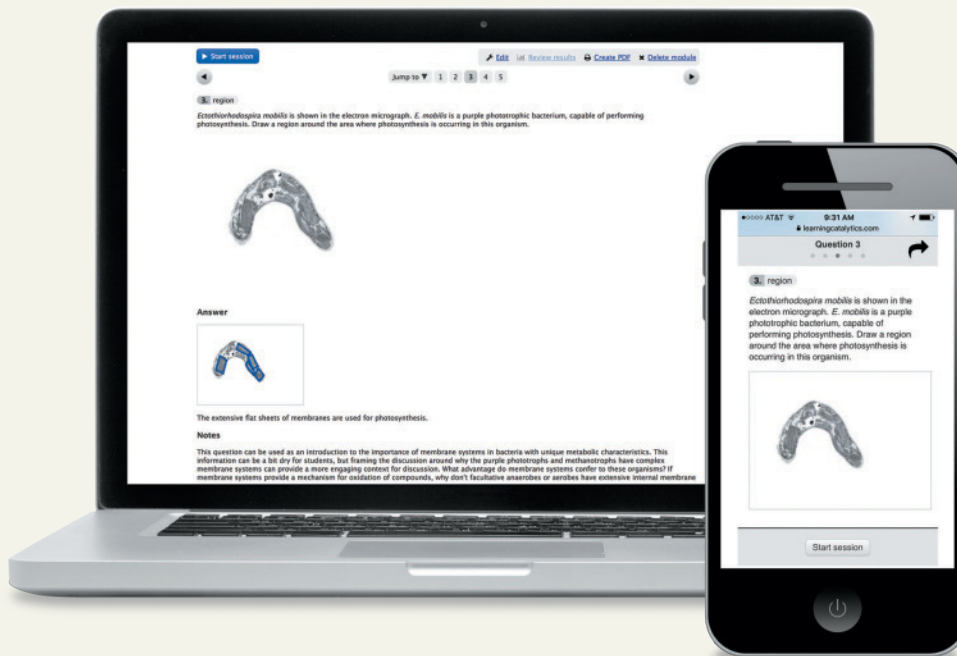 Start session
Edit Review results Create PDF Delete module
Jump to ▼ 1 2 3 4 5
3. region
Ectothiorhodospira mobilis is shown in the electron micrograph. E. mobilis is a purple phototrophic bacterium, capable of performing
photosynthesis. Draw a region around the area where photosynthesis is occurring in this organism.
Answer
The extensive flat sheets of membranes are used for photosynthesis.
Notes
This question can be used as an introduction to the importance of membrane systems in bacteria with unique metabolic characteristics. This
information can be a bit dry for students, but framing the discussion around why the purple phototrophs and methanotrophs have complex
membrane systems can provide a more engaging context for discussion. What advantage do membrane systems confer to these organisms? If
membrane systems provide a mechanism for oxidation of compounds, why don't facultative anaerobes or aerobes have extensive internal membrane
AT&T 9:31 AM
learningcatalytics.com
Question 3
3. region
Ectothiorhodospira mobilis is shown in the
electron micrograph. E. mobilis is a purple
phototrophic bacterium, capable of
performing photosynthesis. Draw a region
around the area where photosynthesis is
occurring in this organism.
Start session